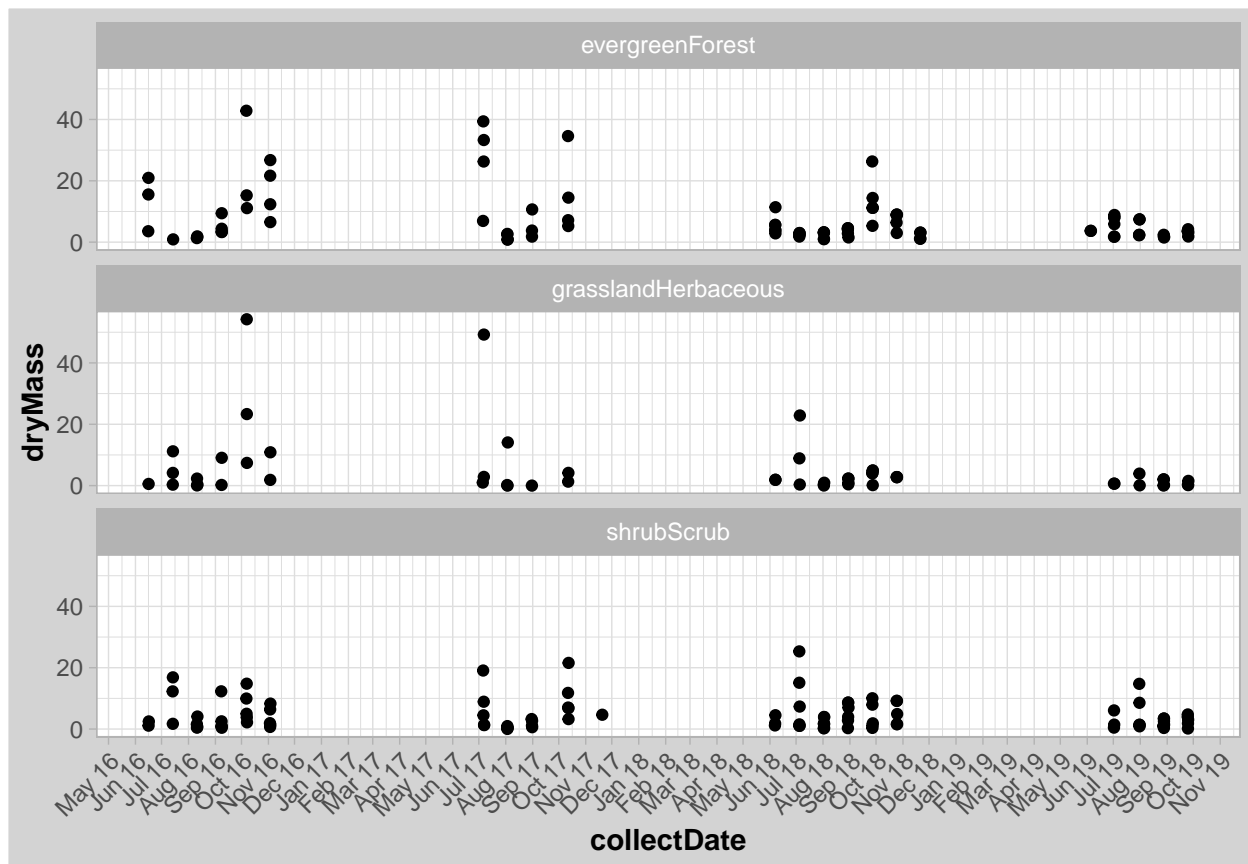 evergreenForest
40
20
0
grasslandHerbaceous
40
20
0
shrubScrub
40
20
0
dryMass
May 16
Jun 16
Jul 16
Aug 16
Sep 16
Oct 16
Nov 16
Dec 16
Jan 17
Feb 17
Mar 17
Apr 17
May 17
Jun 17
Jul 17
Aug 17
Sep 17
Oct 17
Nov 17
Dec 17
Jan 18
Feb 18
Mar 18
Apr 18
May 18
Jun 18
Jul 18
Aug 18
Sep 18
Oct 18
Nov 18
Dec 18
Jan 19
Feb 19
Mar 19
Apr 19
May 19
Jun 19
Jul 19
Aug 19
Sep 19
Oct 19
Nov 19
collectDate